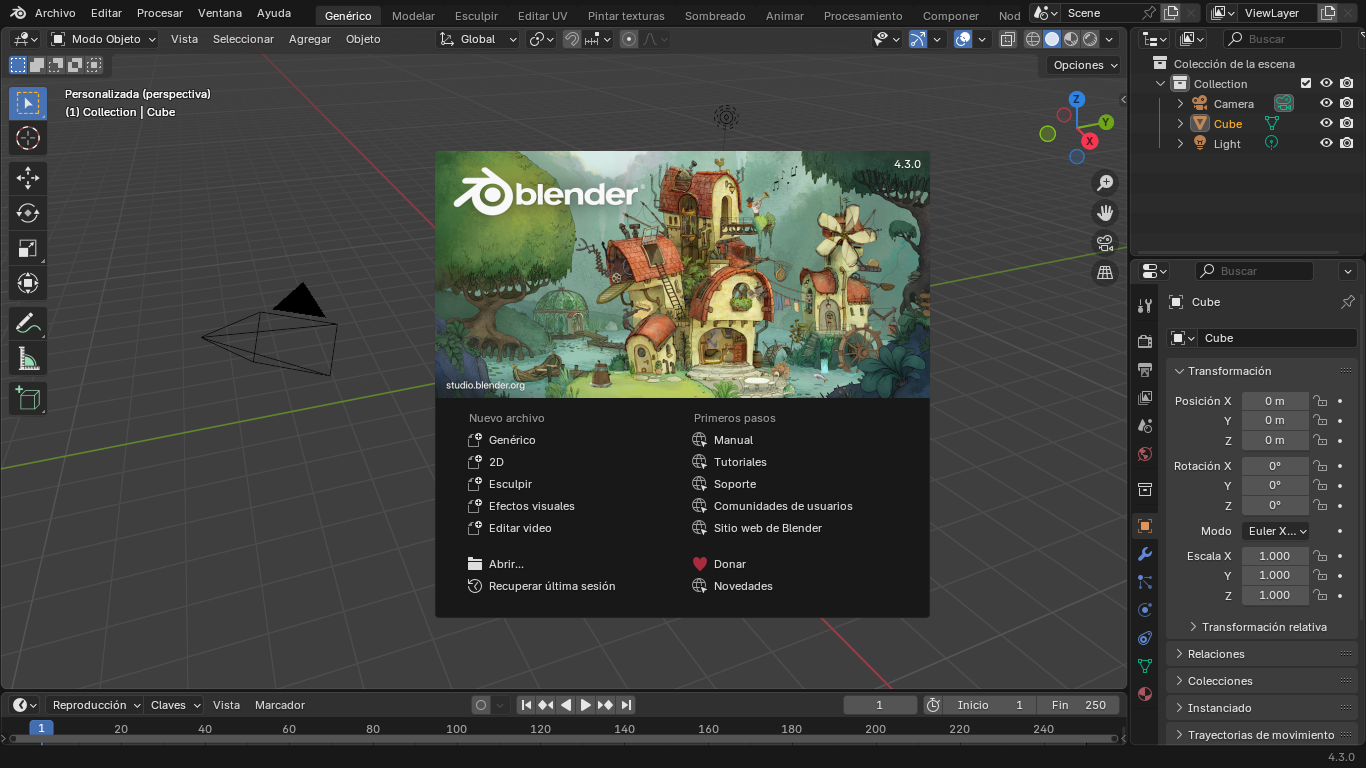 Archivo Editar Procesar Ventana Ayuda Genérico Modelar Esculpir Editar UV Pintar texturas Sombreado Animar Procesamiento Componer Nod Scene ViewLayer
Modo Objeto Vista Seleccionar Agregar Objeto Global Buscar
Opciones
Colección de la escena
Collection
Camera
Cube
Light
Personalizada (perspectiva)
(1) Collection | Cube
Z
Y
X
4.3.0
blender
studio.blender.org
Nuevo archivo
Genérico
2D
Esculpir
Efectos visuales
Editar video
Abrir...
Recuperar última sesión
Primeros pasos
Manual
Tutoriales
Soporte
Comunidades de usuarios
Sitio web de Blender
Donar
Novedades
Buscar
Cube
Cube
Transformación
Posición X 0 m
Y 0 m
Z 0 m
Rotación X 0°
Y 0°
Z 0°
Modo Euler X...
Escala X 1.000
Y 1.000
Z 1.000
Transformación relativa
Relaciones
Colecciones
Instanciado
Trayectorias de movimiento
Reproducción Claves Vista Marcador 1 Inicio 1 Fin 250
1 20 40 60 80 100 120 140 160 180 200 220 240
4.3.0